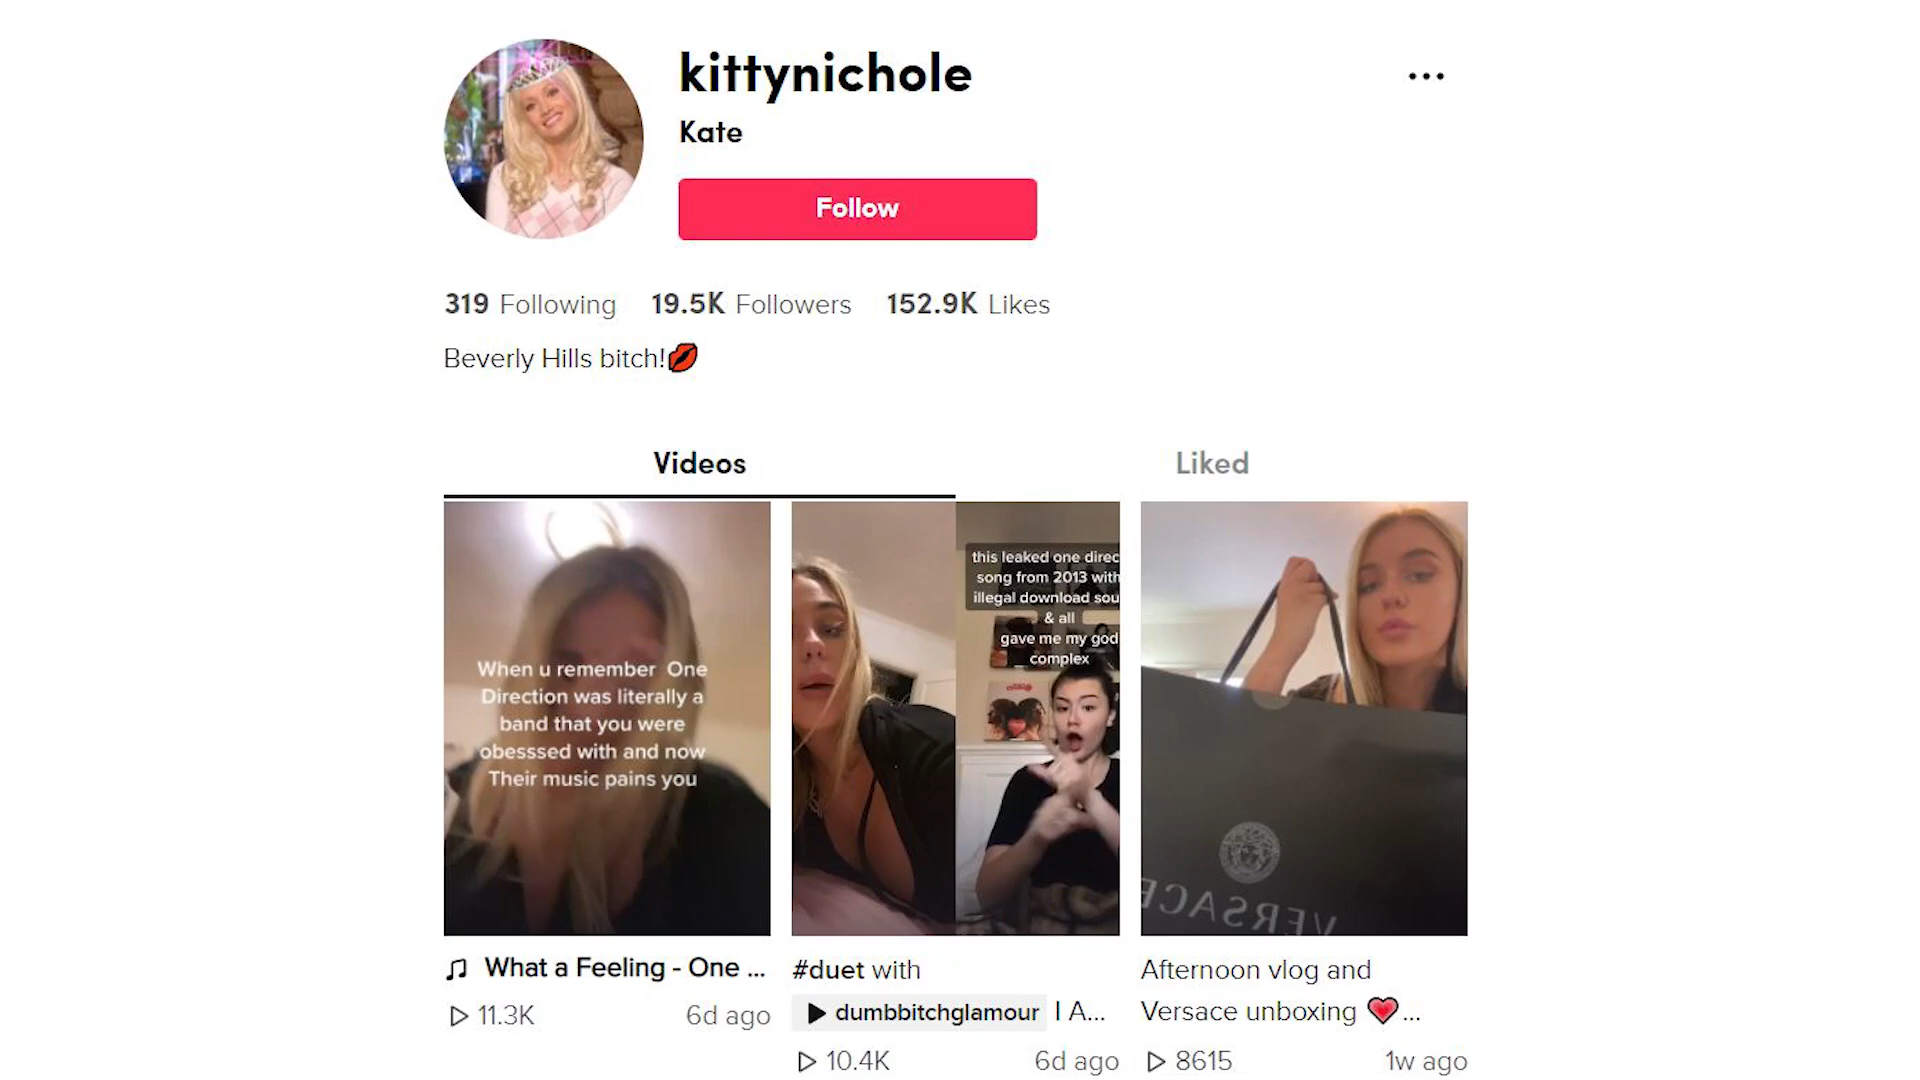 kittynichole
Kate
Follow
319 Following 19.5K Followers 152.9K Likes
Beverly Hills bitch!💋
Videos Liked
When u remember One
Direction was literally a
band that you were
obesssed with and now
Their music pains you
this leaked one direc
song from 2013 with
illegal download sou
& all
gave me my god
complex
VERSACE
What a Feeling - One ...
11.3K 6d ago
#duet with
dumbbitchglamour I A...
10.4K 6d ago
Afternoon vlog and
Versace unboxing 💗...
8615 1w ago